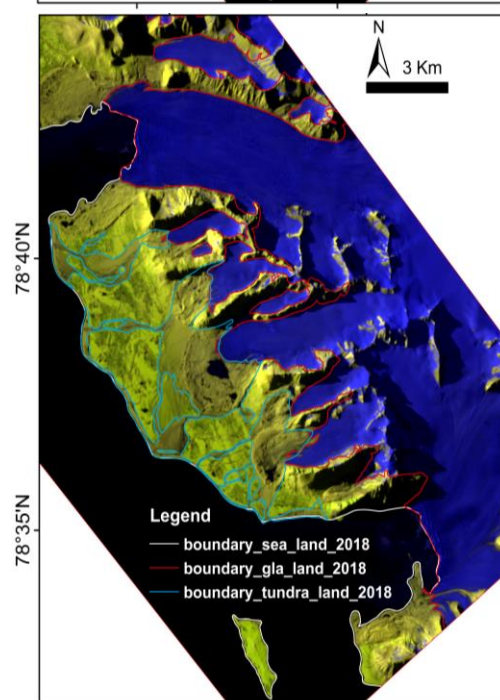 N
3 Km
78°40'N
78°35'N
Legend
boundary_sea_land_2018
boundary_gla_land_2018
boundary_tundra_land_2018